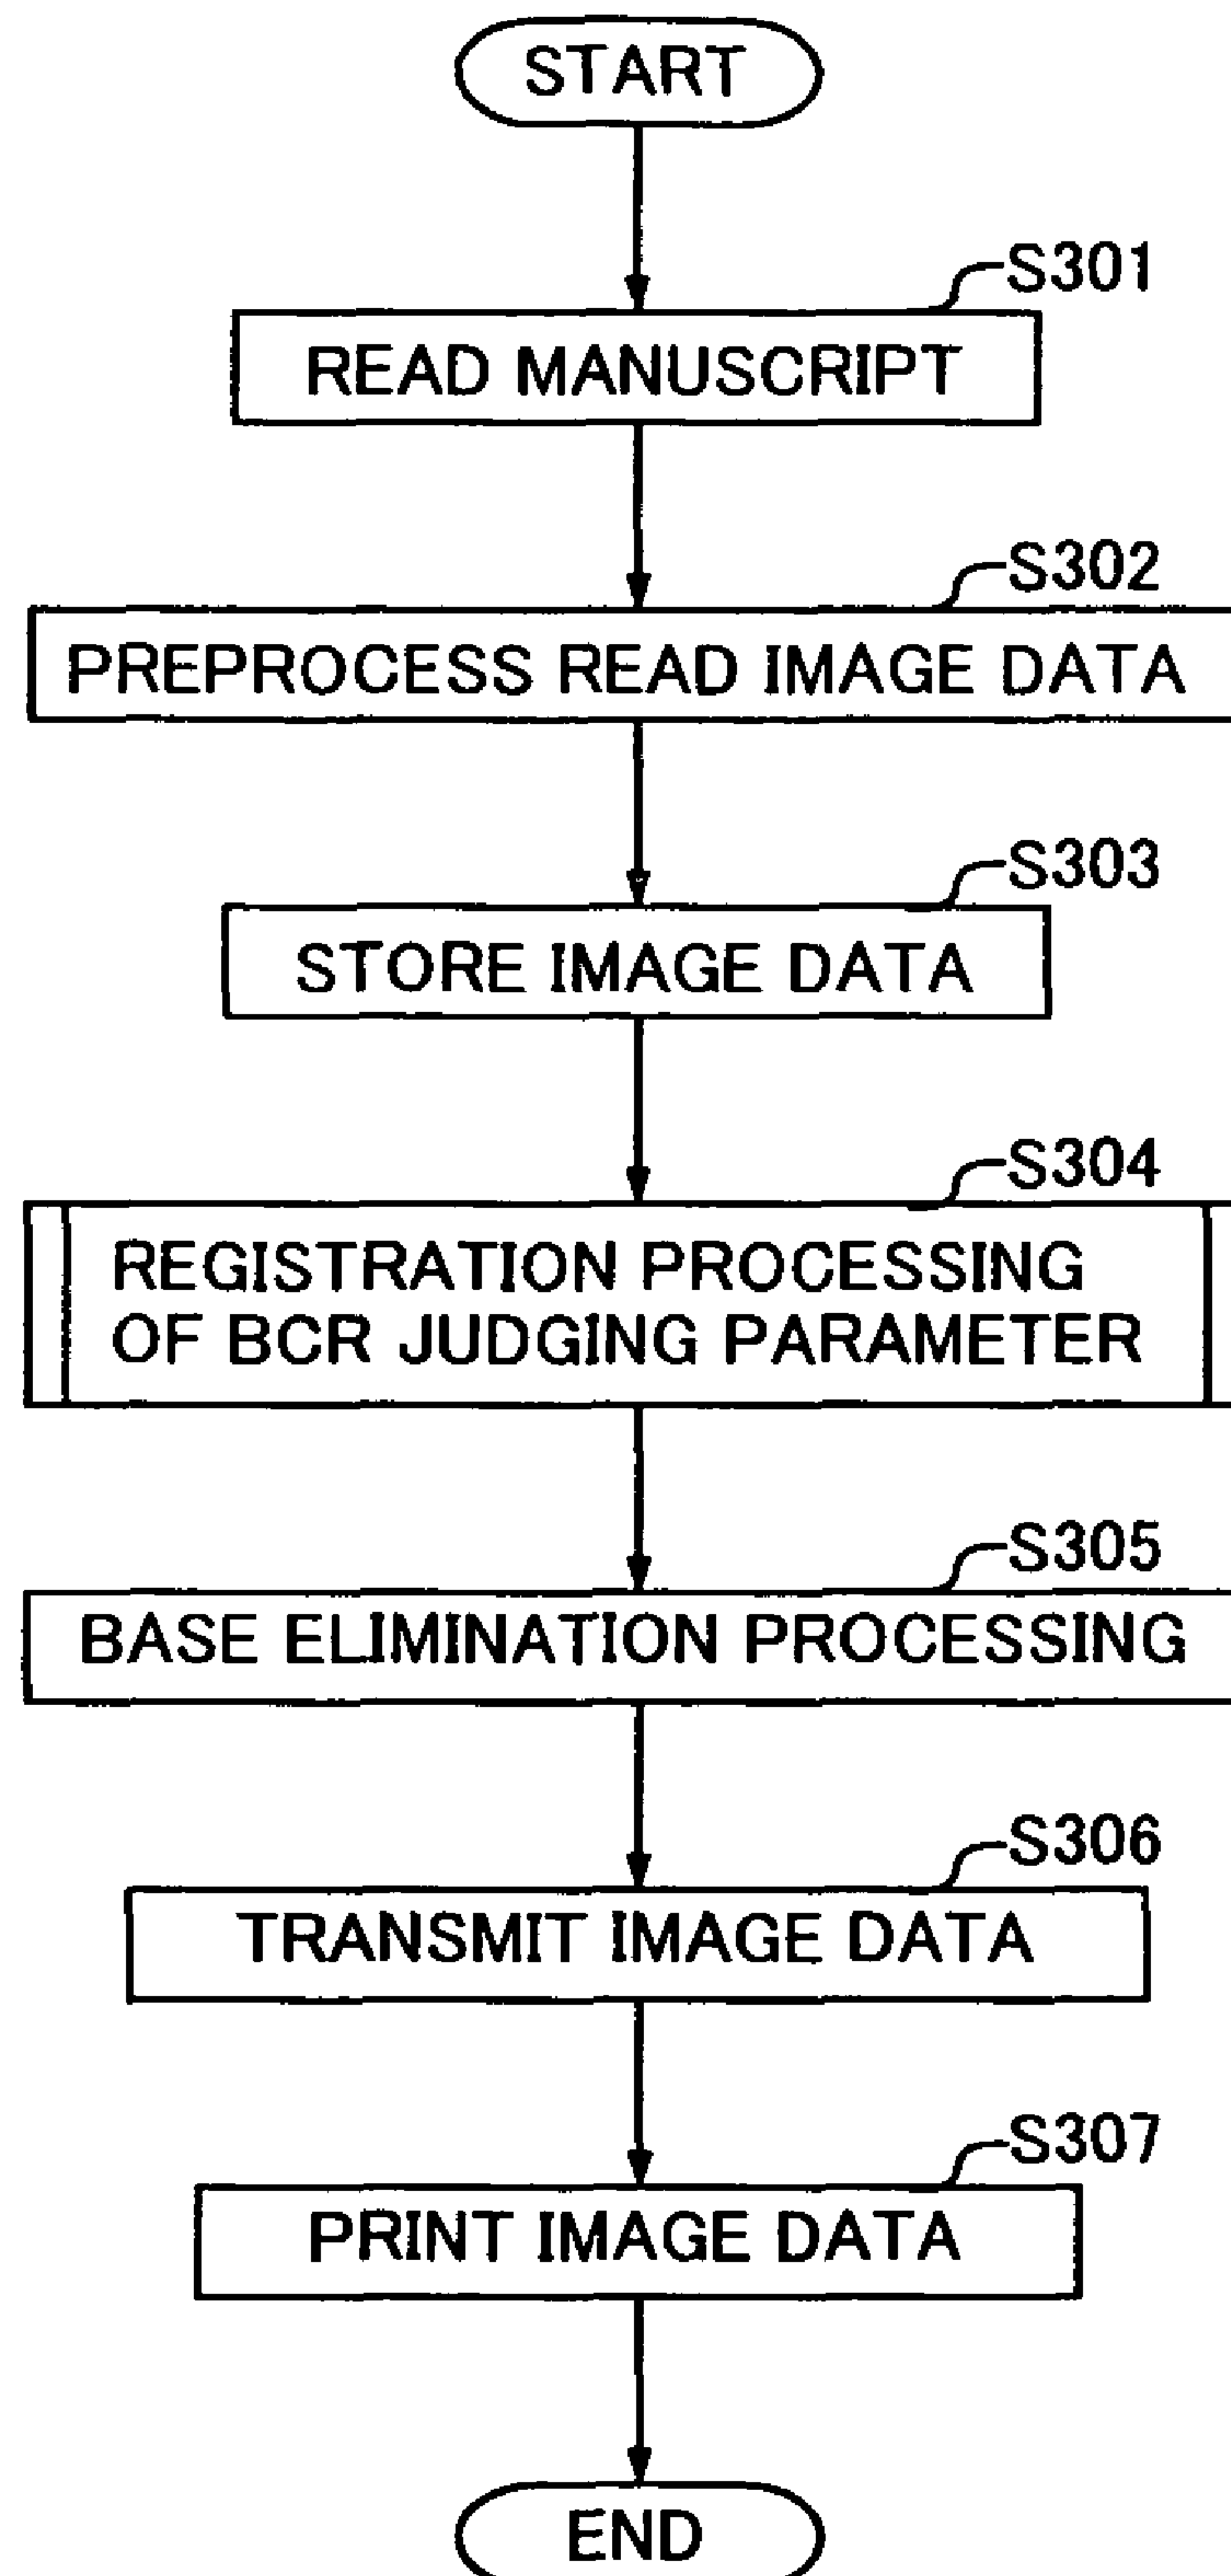 START
S301
READ MANUSCRIPT
S302
PREPROCESS READ IMAGE DATA
S303
STORE IMAGE DATA
S304
REGISTRATION PROCESSING
OF BCR JUDGING PARAMETER
S305
BASE ELIMINATION PROCESSING
S306
TRANSMIT IMAGE DATA
S307
PRINT IMAGE DATA
END